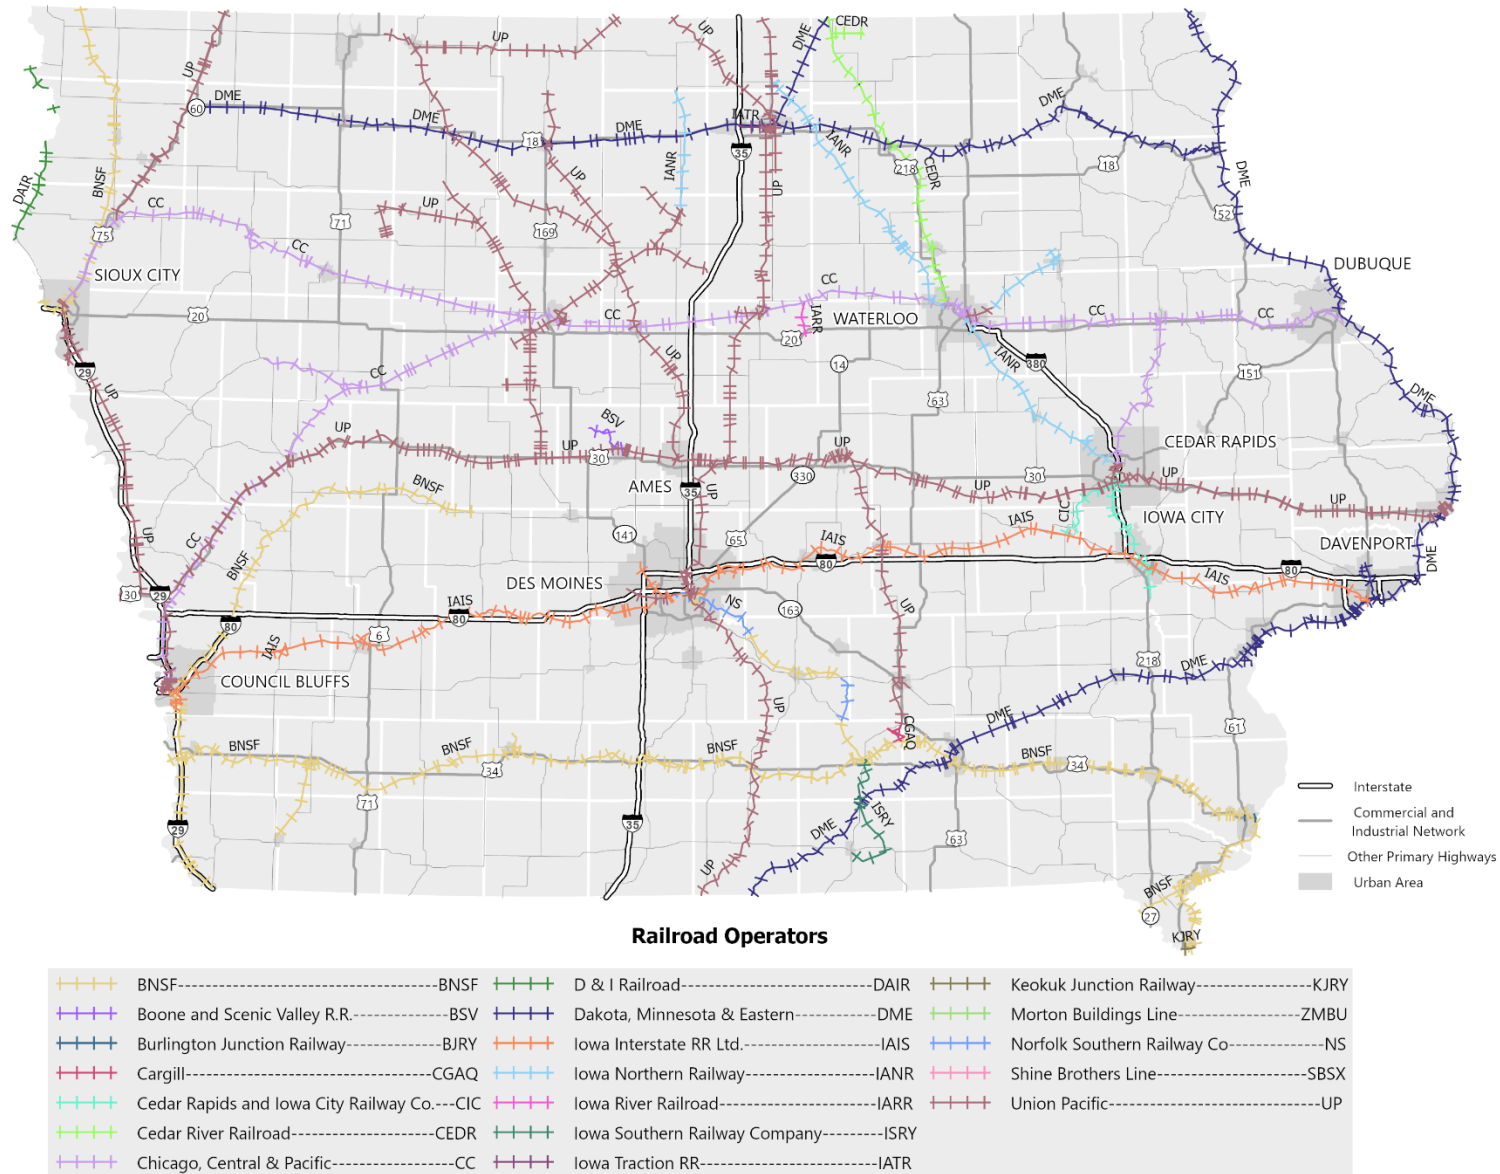 CEDR
UP
UP
DME
UP
UP
60
DME
DME
DME
DME
IATR
18
35
IANR
IANR
218
CEDR
18
DAIR
BNSF
CC
UP
UP
UP
DME
52
71
169
75
CC
SIOUX CITY
DUBUQUE
CC
20
CC
IARR
WATERLOO
CC
CC
20
29
UP
CC
UP
14
IANR
380
151
63
DME
BSV
UP
UP
30
UP
CEDAR RAPIDS
330
30
UP
AMES
35
UP
BNSF
UP
UP
CIC
IOWA CITY
141
65
IAIS
IAIS
80
DAVENPORT
UP
CC
BNSF
DME
80
IAIS
30
29
DES MOINES
IAIS
80
NS
163
UP
80
6
IAIS
218
DME
COUNCIL BLUFFS
UP
DME
CGAQ
61
BNSF
BNSF
BNSF
BNSF
34
34
71
Interstate
Commercial and
Industrial Network
Other Primary Highways
Urban Area
29
35
DME
ISRY
63
UP
BNSF
27
KJRY
Railroad Operators
BNSF BNSF
Boone and Scenic Valley R.R. BSV
Burlington Junction Railway BJRY
Cargill CGAQ
Cedar Rapids and Iowa City Railway Co. CIC
Cedar River Railroad CEDR
Chicago, Central & Pacific CC
D & I Railroad DAIR
Dakota, Minnesota & Eastern DME
Iowa Interstate RR Ltd. IAIS
Iowa Northern Railway IANR
Iowa River Railroad IARR
Iowa Southern Railway Company ISRY
Iowa Traction RR IATR
Keokuk Junction Railway KJRY
Morton Buildings Line ZMBU
Norfolk Southern Railway Co NS
Shine Brothers Line SBSX
Union Pacific UP